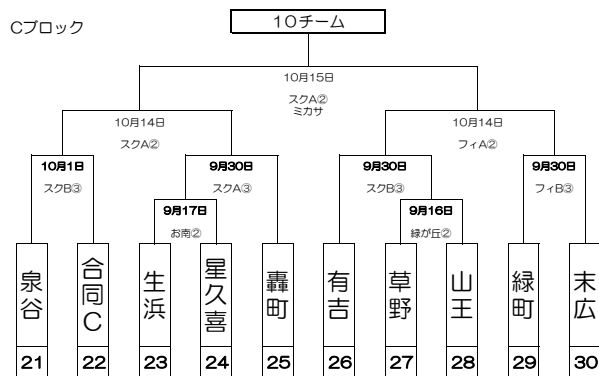 Cブロック
10チーム
10月15日
スクA②
ミカサ
10月14日
スクA②
10月14日
フィA②
10月1日
スクB③
9月30日
スクA③
9月30日
スクB③
9月30日
フィB③
9月17日
お南②
9月16日
緑が丘②
泉谷
合同C
生浜
星久喜
轟町
有吉
草野
山王
緑町
末広
21
22
23
24
25
26
27
28
29
30